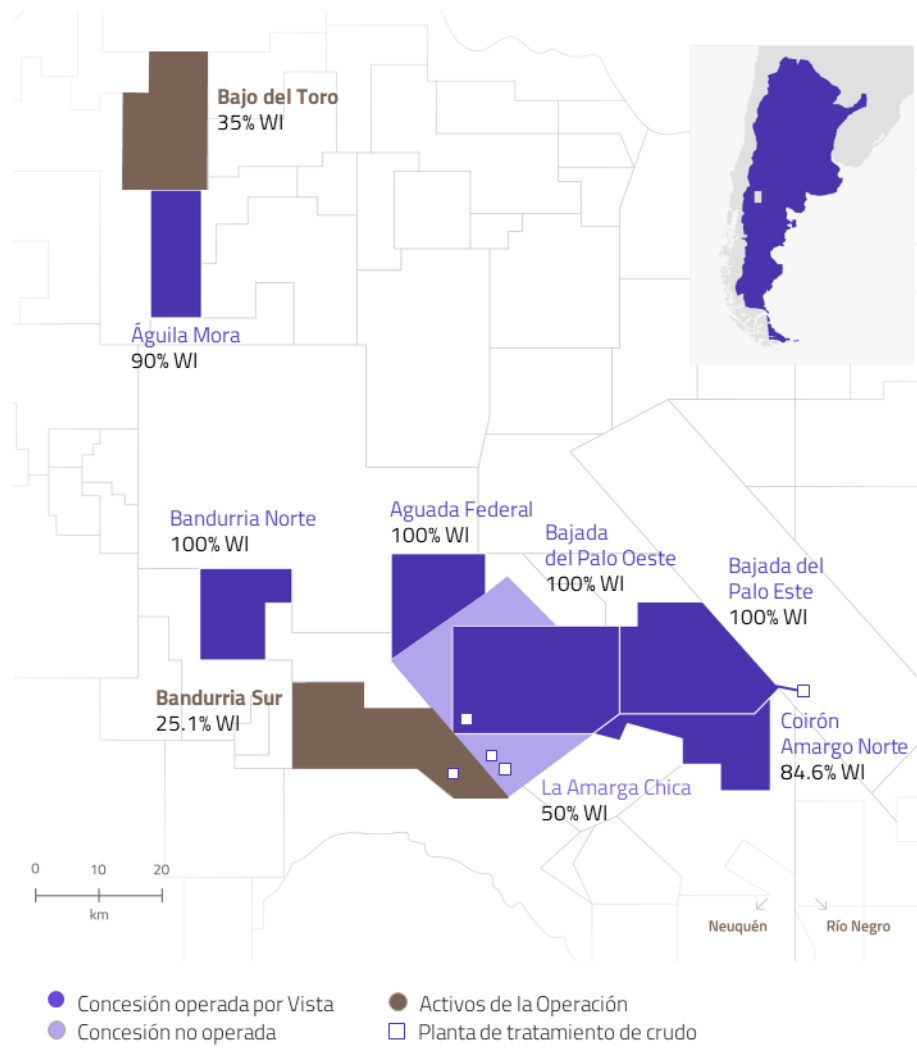 Bajo del Toro
35% WI
Águila Mora
90% WI
Bandurria Norte
100% WI
Aguada Federal
100% WI
Bajada
del Palo Oeste
100% WI
Bajada del
Palo Este
100% WI
Bandurria Sur
25.1% WI
Coirón
Amargo Norte
84.6% WI
La Amarga Chica
50% WI
0 10 20
km
Neuquén Río Negro
Concesión operada por Vista
Activos de la Operación
Concesión no operada
Planta de tratamiento de crudo